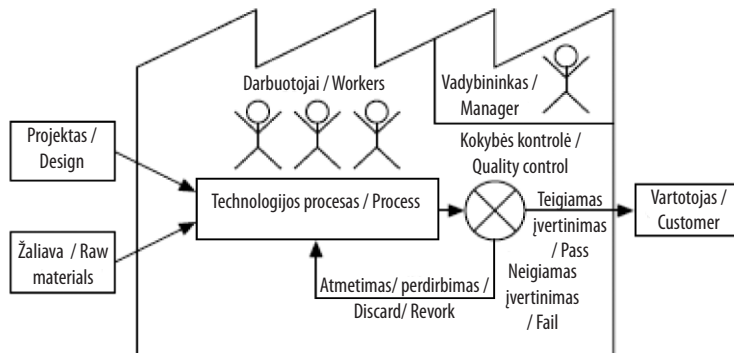 Darbuotojai / Workers
Vadybininkas /
Manager
Projektas /
Design
Kokybės kontrolė /
Quality control
Technologijos procesas / Process
Teigiamas
įvertinimas
/ Pass
Vartotojas /
Customer
Žaliava / Raw
materials
Atmetimas/ perdirbimas /
Discard/ Revork
Neigiamas
įvertinimas
/ Fail